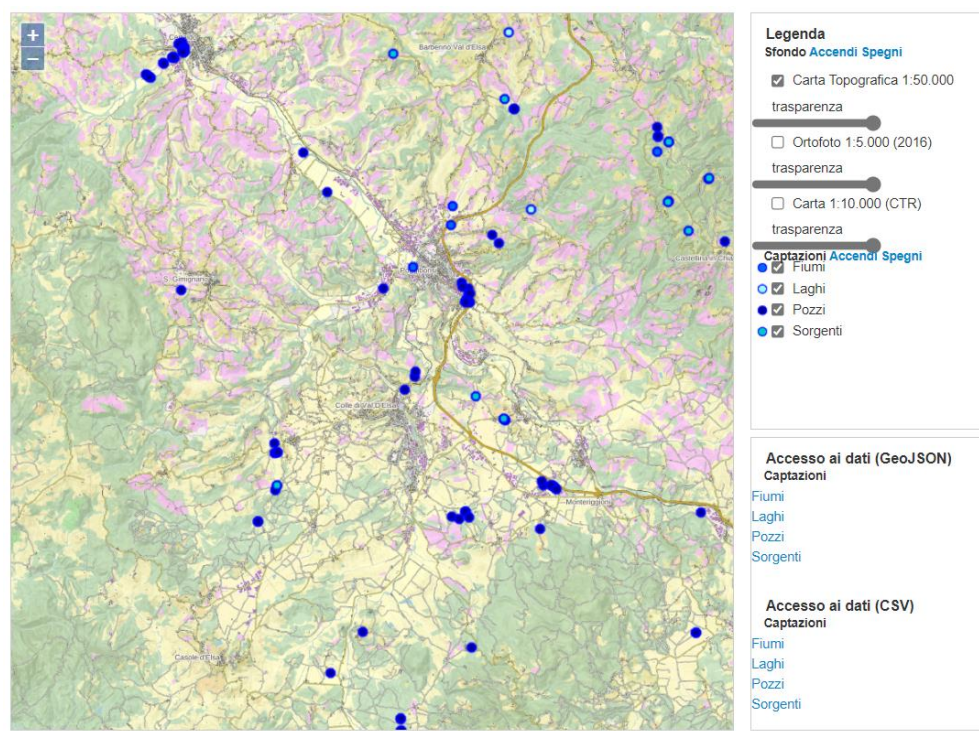 +
−
Barberino Val d'Elsa
S. Gimignano
Colle di Val D'Elsa
Monteriggioni
Casole d'Elsa
Legenda
Sfondo Accendi Spegni
Carta Topografica 1:50.000
trasparenza
Ortofoto 1:5.000 (2016)
trasparenza
Carta 1:10.000 (CTR)
trasparenza
Captazioni Accendi Spegni
Fiumi
Laghi
Pozzi
Sorgenti
Accesso ai dati (GeoJSON)
Captazioni
Fiumi
Laghi
Pozzi
Sorgenti
Accesso ai dati (CSV)
Captazioni
Fiumi
Laghi
Pozzi
Sorgenti